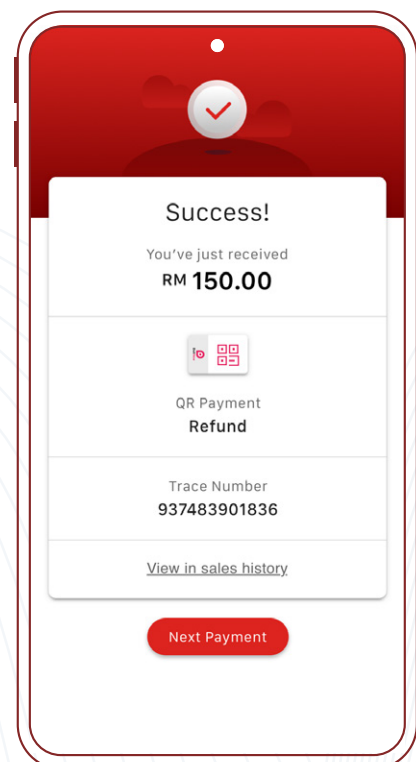 Success!
You've just received
RM 150.00
QR Payment
Refund
Trace Number
937483901836
View in sales history
Next Payment